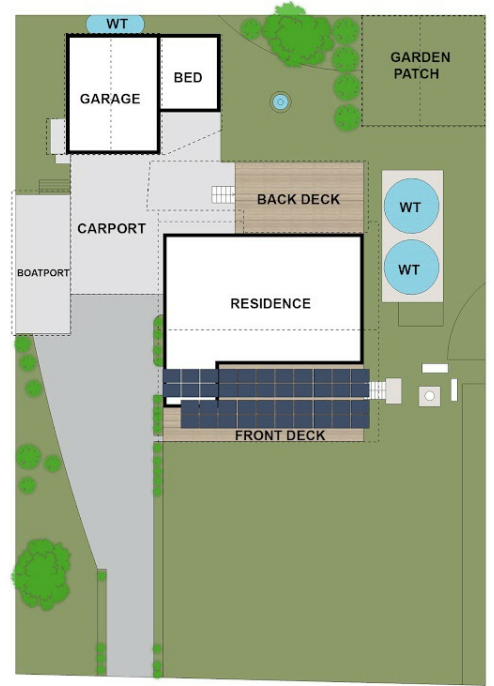 WT
GARDEN
PATCH
BED
GARAGE
BACK DECK
WT
CARPORT
WT
BOATPORT
RESIDENCE
FRONT DECK